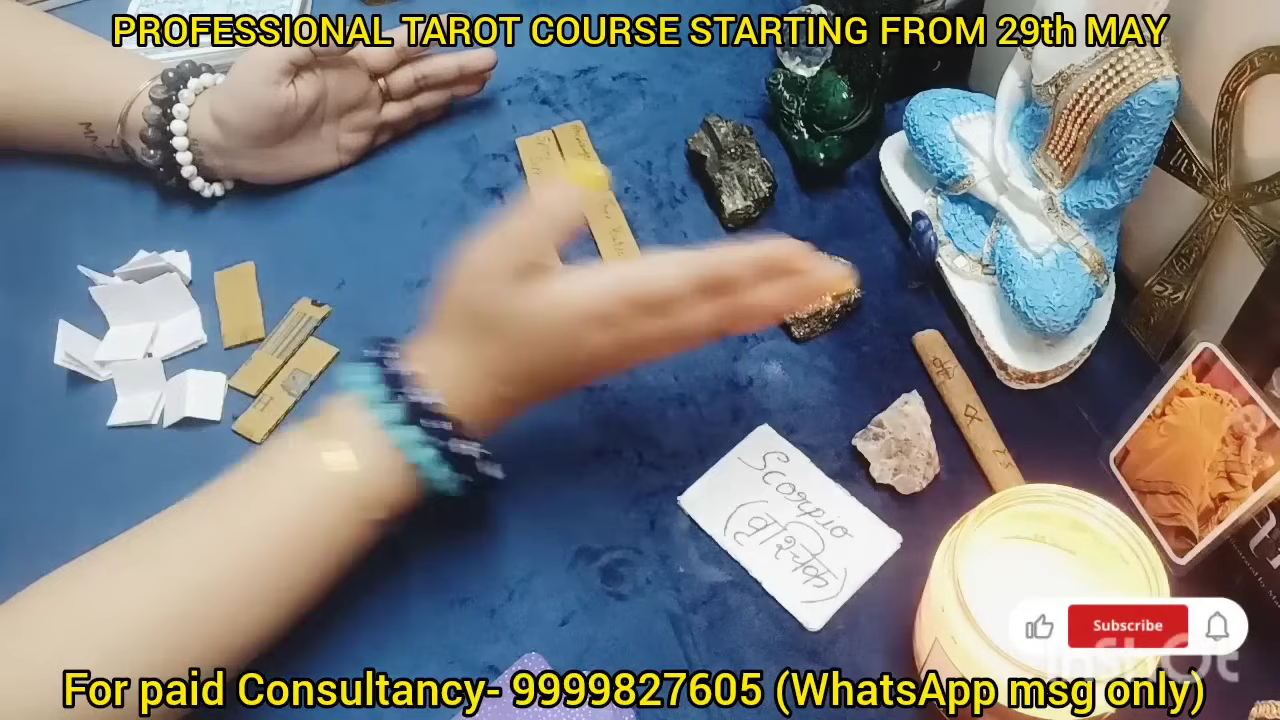 PROFESSIONAL TAROT COURSE STARTING FROM 29th MAY
Scorpio
Subscribe
For paid Consultancy- 9999827605 (WhatsApp msg only)